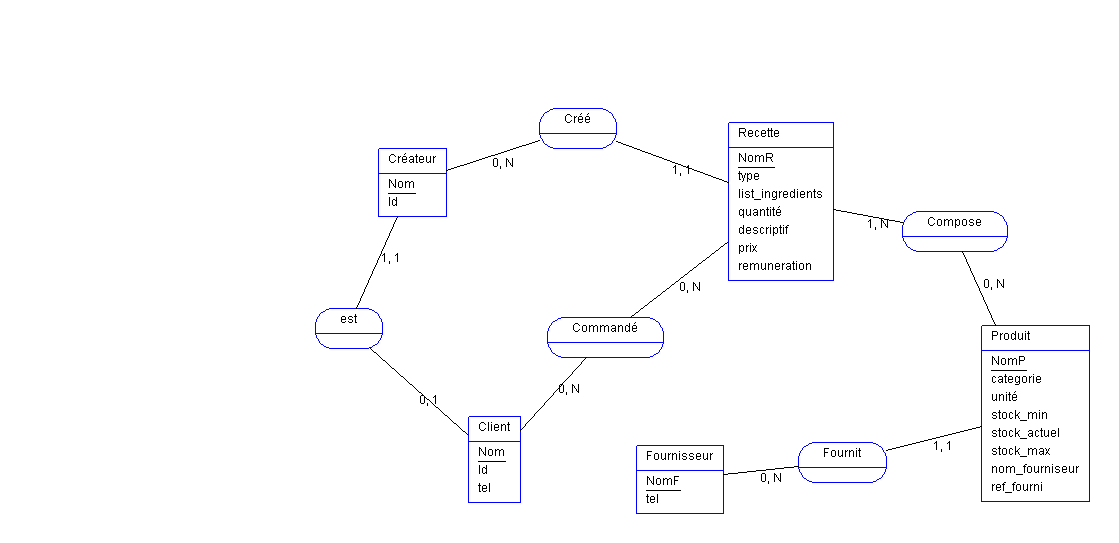 Créé
Créateur
Nom
Id
0, N
1, 1
Recette
NomR
type
list_ingredients
quantité
descriptif
prix
remuneration
1, N
Compose
1, 1
est
0, N
Commandé
0, N
Produit
NomP
categorie
unité
stock_min
stock_actuel
stock_max
nom_fourniseur
ref_fourni
0, 1
0, N
Client
Nom
Id
tel
Fournisseur
NomF
tel
0, N
Fournit
1, 1